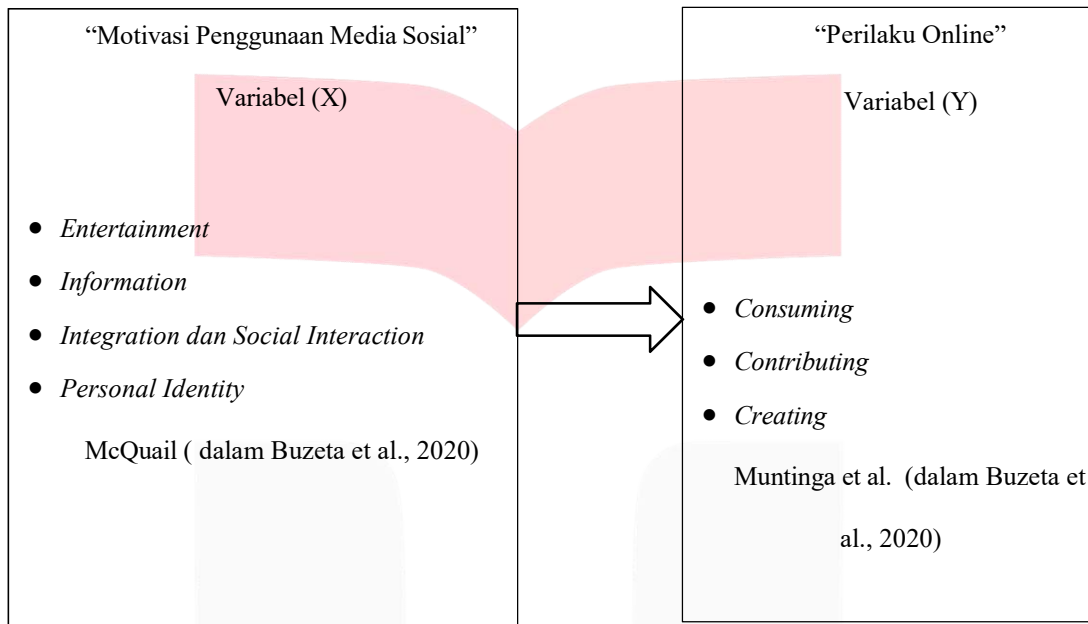 “Motivasi Penggunaan Media Sosial”
Variabel (X)
• Entertainment
• Information
• Integration dan Social Interaction
• Personal Identity
McQuail ( dalam Buzeta et al., 2020)
“Perilaku Online”
Variabel (Y)
• Consuming
• Contributing
• Creating
Muntinga et al. (dalam Buzeta et
al., 2020)